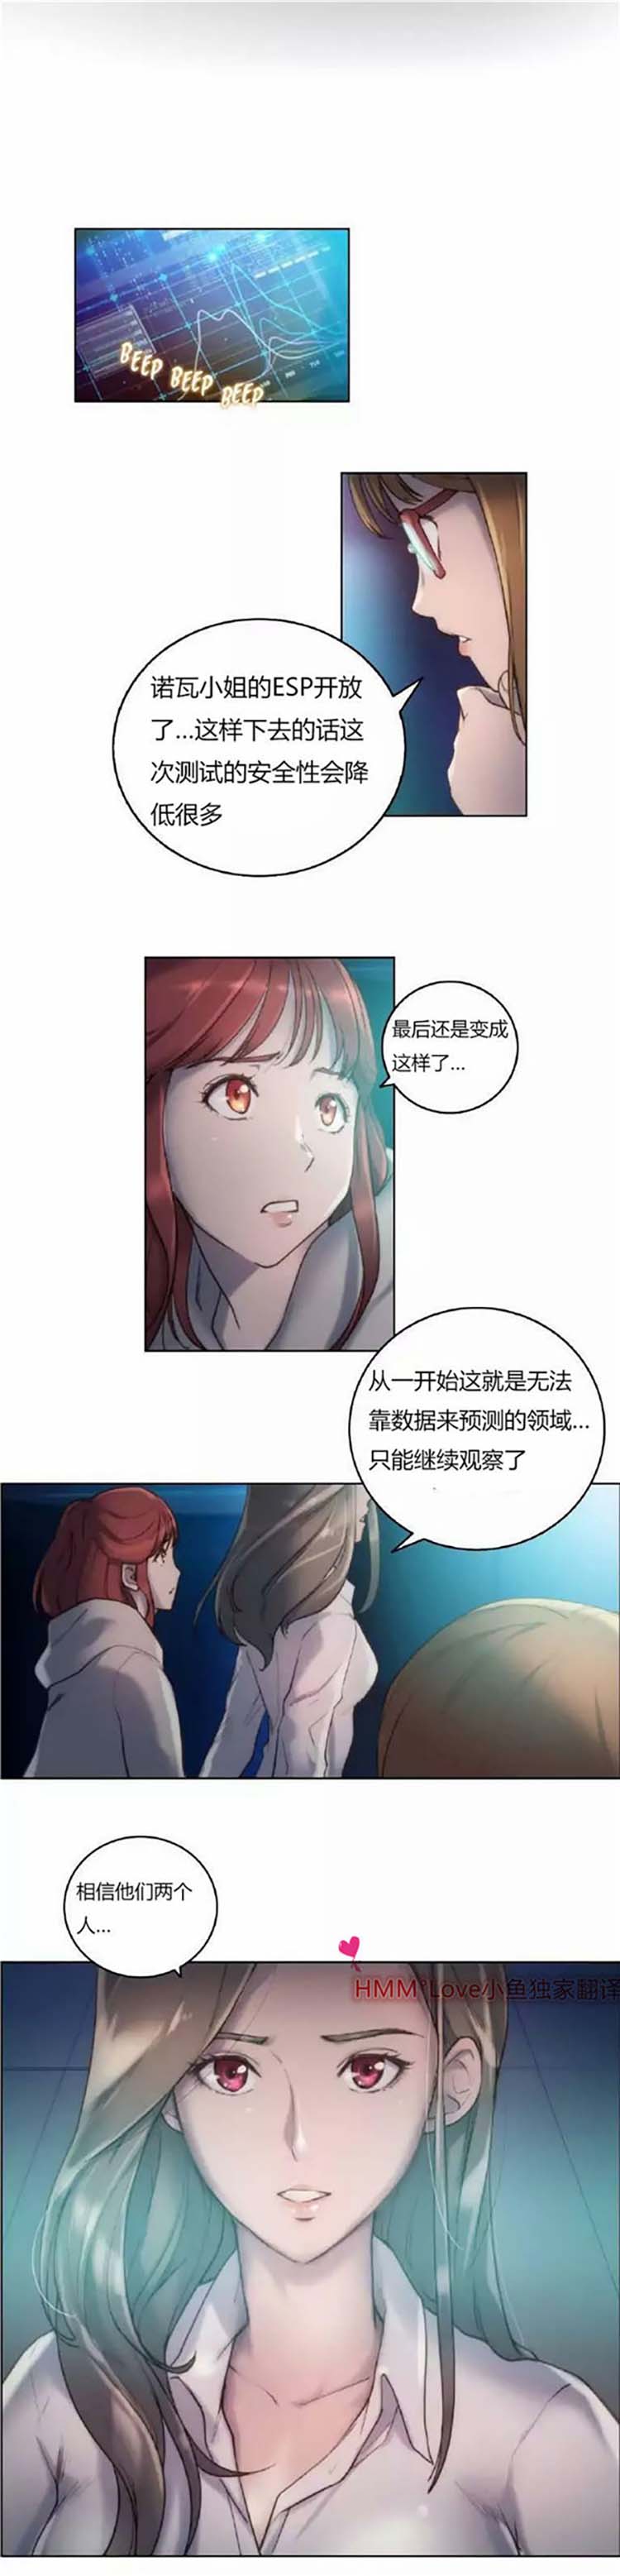 BEEP BEEP BEEP
诺瓦小姐的ESP开放
了...这样下去的话这
次测试的安全性会降
低很多
最后还是变成
这样了...
从一开始这就是无法
靠数据来预测的领域...
只能继续观察了
相信他们两个
人...
HMM°Love小鱼独家翻译